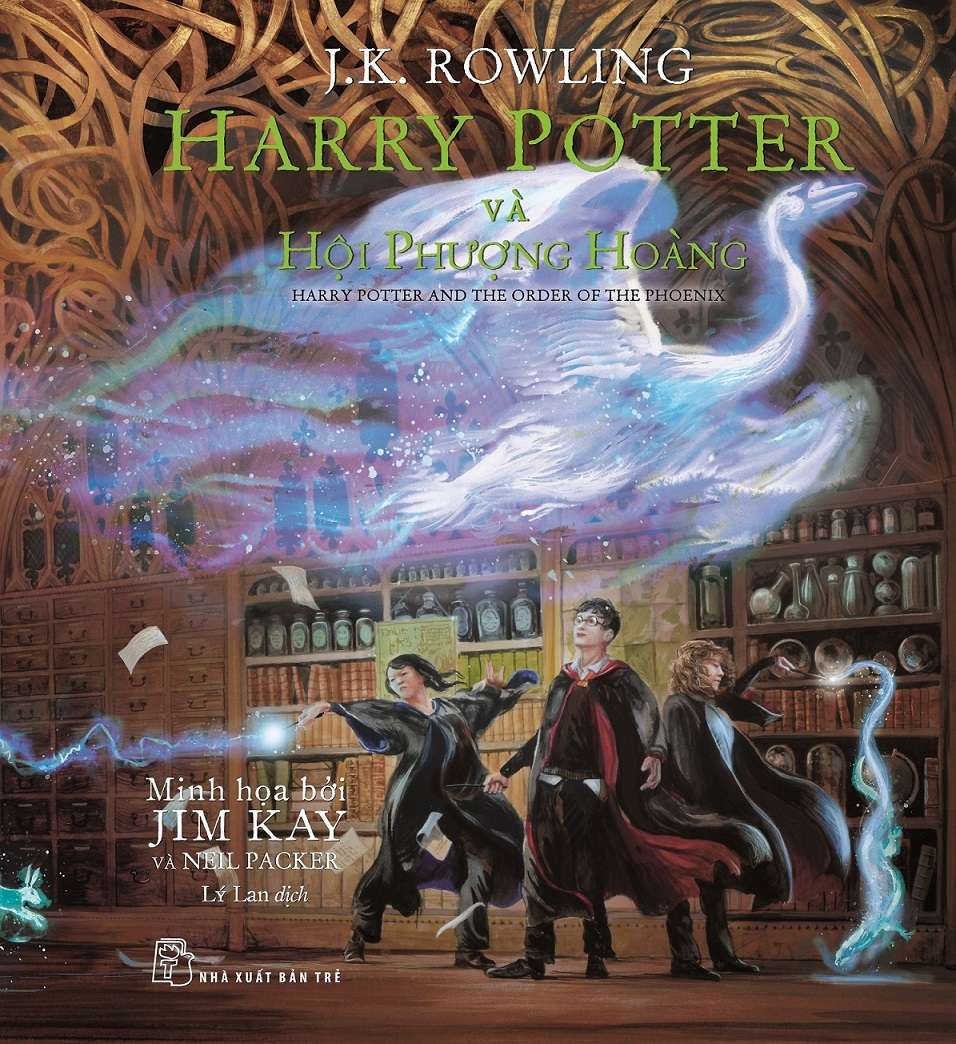 J.K. ROWLING
HARRY POTTER
VÀ
HỘI PHƯỢNG HOÀNG
HARRY POTTER AND THE ORDER OF THE PHOENIX
Minh họa bởi
JIM KAY
VÀ NEIL PACKER
Lý Lan dịch
NHÀ XUẤT BẢN TRẺ